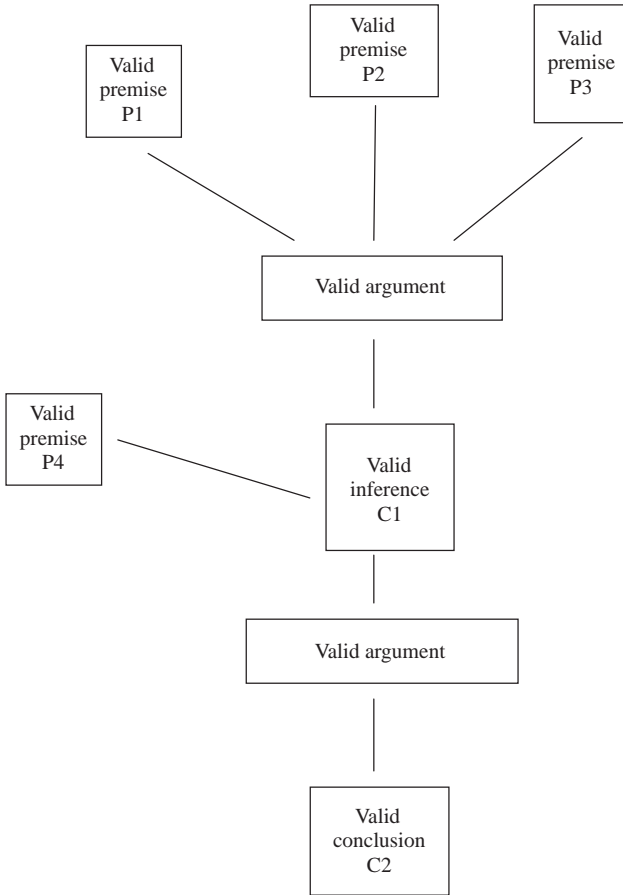 Valid
premise
P1
Valid
premise
P2
Valid
premise
P3
Valid argument
Valid
premise
P4
Valid
inference
C1
Valid argument
Valid
conclusion
C2